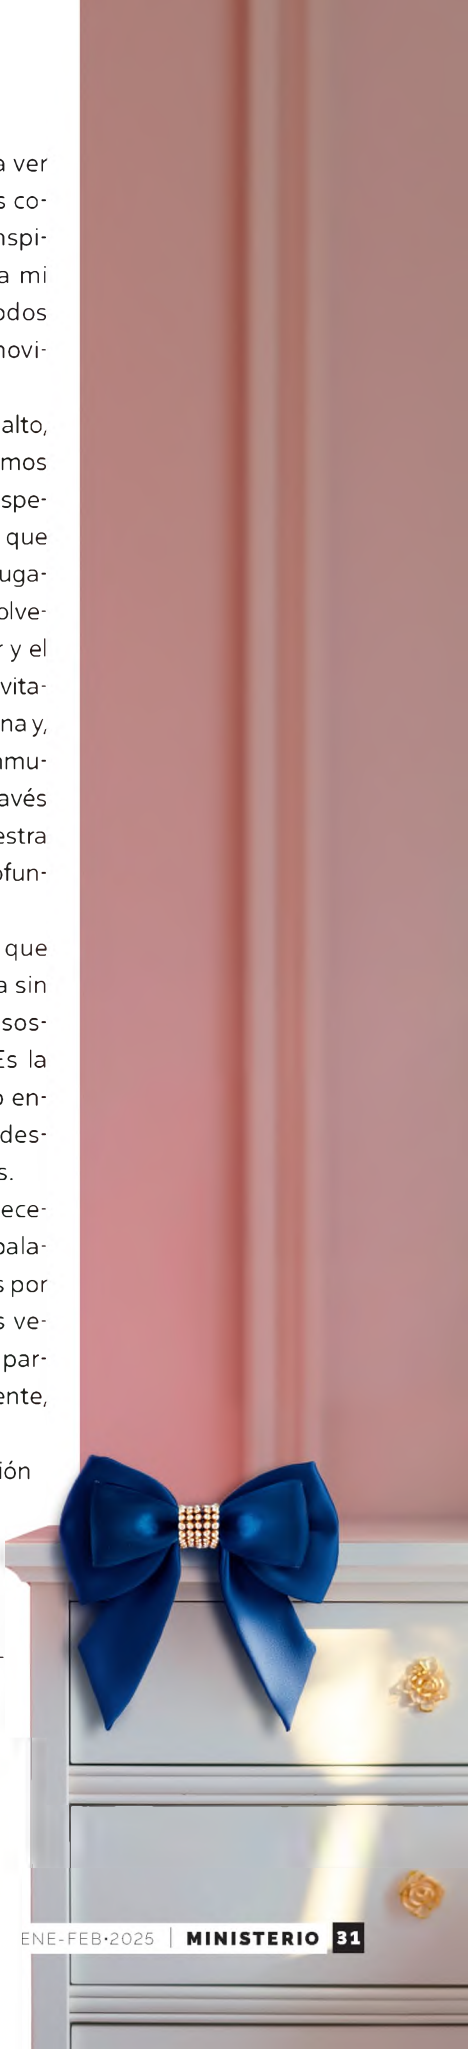 a ver
s co-
nspi-
a mi
odos
novi-
alto,
mos
spe-
que
uga-
olve-
r y el
vita-
na y,
mu-
avés
estra
ofun-
que
a sin
sos-
Es la
o en-
des-
s.
ece-
pala-
s por
s ve-
par-
ente,
ión
ENE-FEB•2025 | MINISTERIO 31